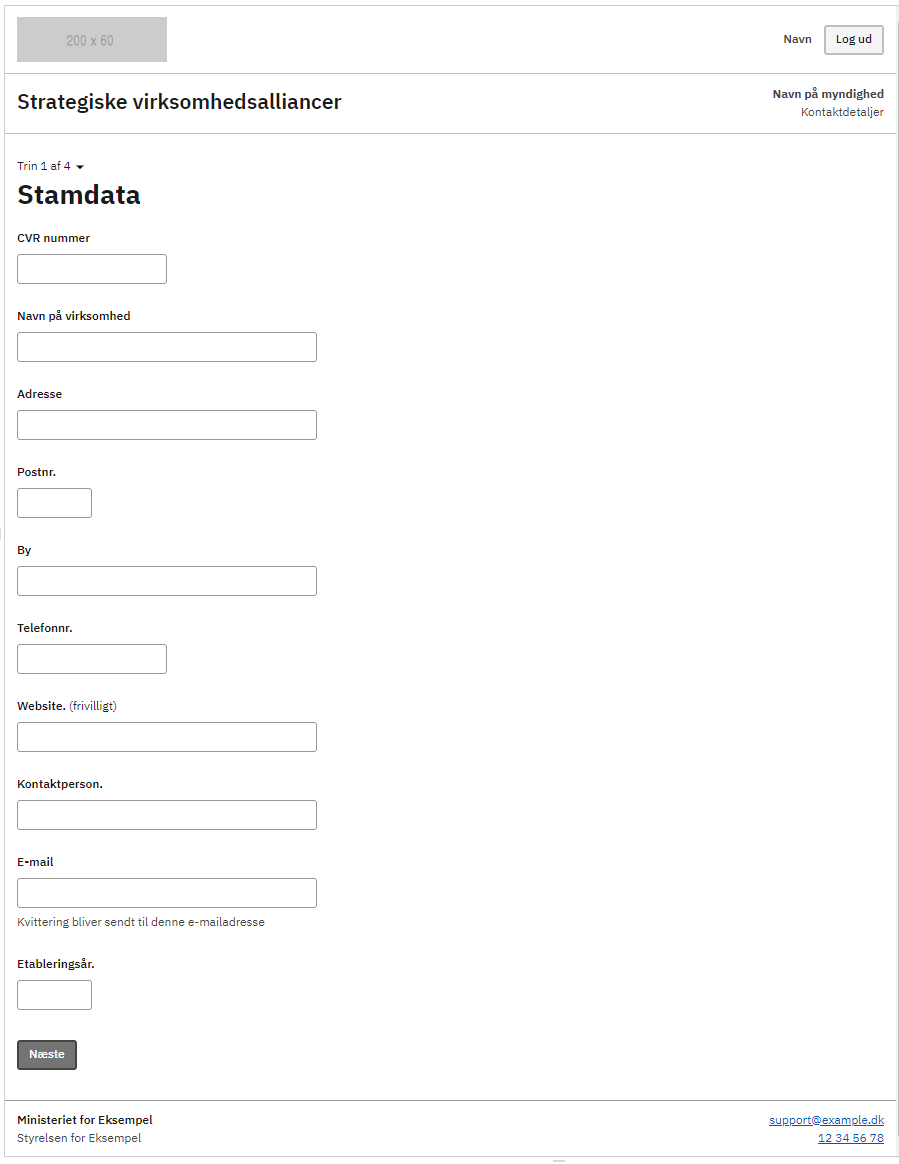 200 x 60
Navn
Log ud
Strategiske virksomhedsalliancer
Navn på myndighed
Kontaktdetaljer
Trin 1 af 4
Stamdata
CVR nummer
Navn på virksomhed
Adresse
Postnr.
By
Telefonnr.
Website. (frivilligt)
Kontaktperson.
E-mail
Kvittering bliver sendt til denne e-mailadresse
Etableringsår.
Næste
Ministeriet for Eksempel
Styrelsen for Eksempel
support@example.dk
12 34 56 78